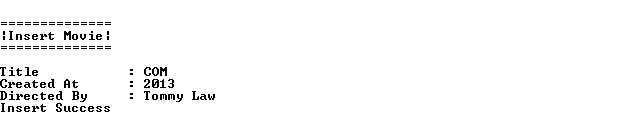 ==============
|Insert Movie|
==============
Title : COM
Created At : 2013
Directed By : Tommy Law
Insert Success